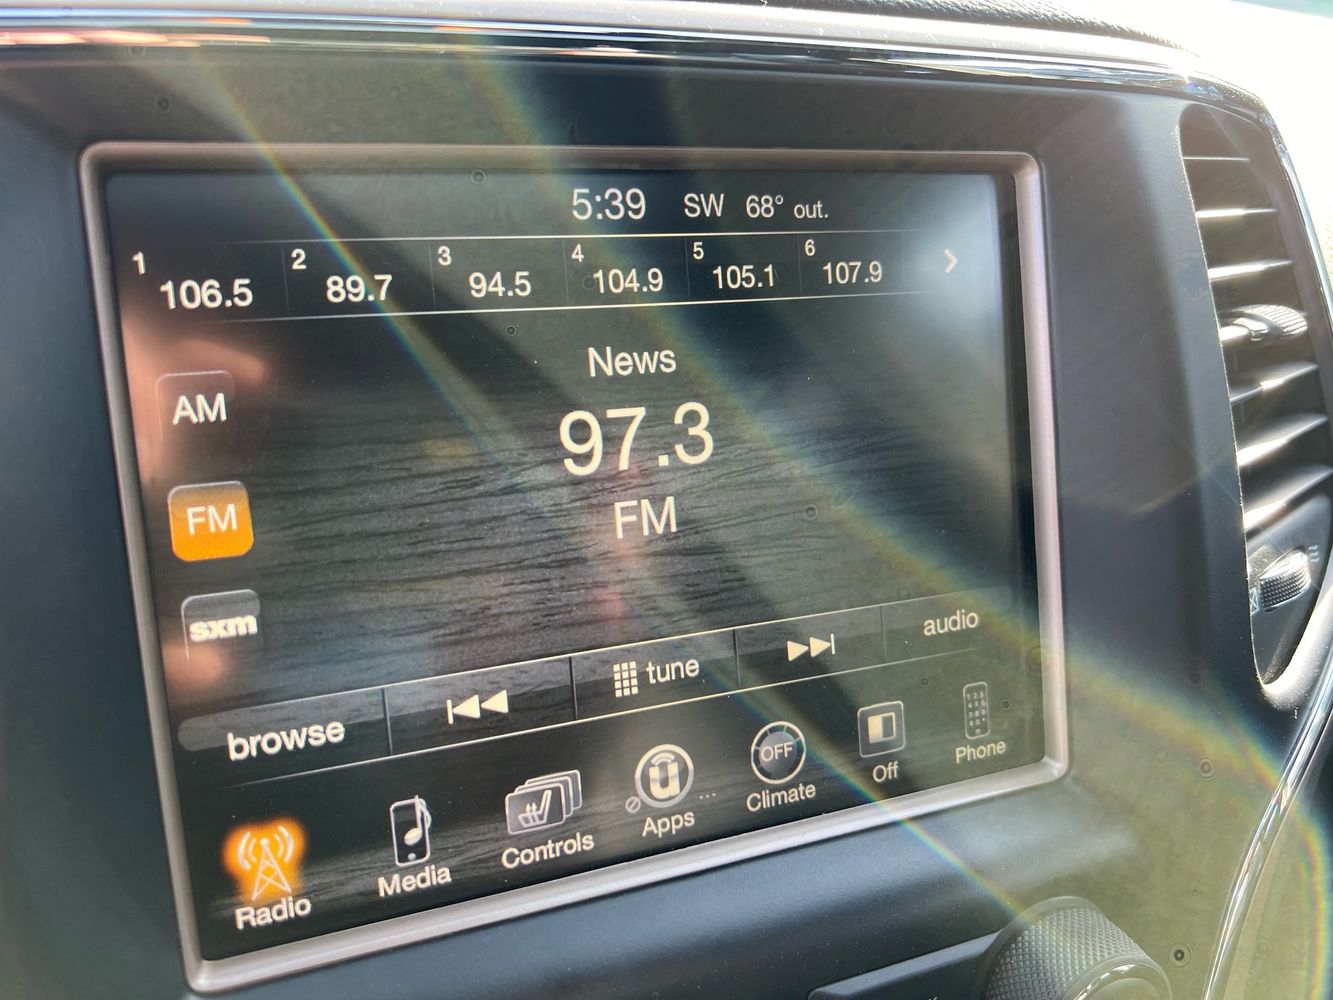 5:39 SW 68° out.
1 106.5 2 89.7 3 94.5 4 104.9 5 105.1 6 107.9
News
97.3
FM
AM
FM
sxm
browse tune audio
Radio Media Controls Apps OFF Climate Off Phone